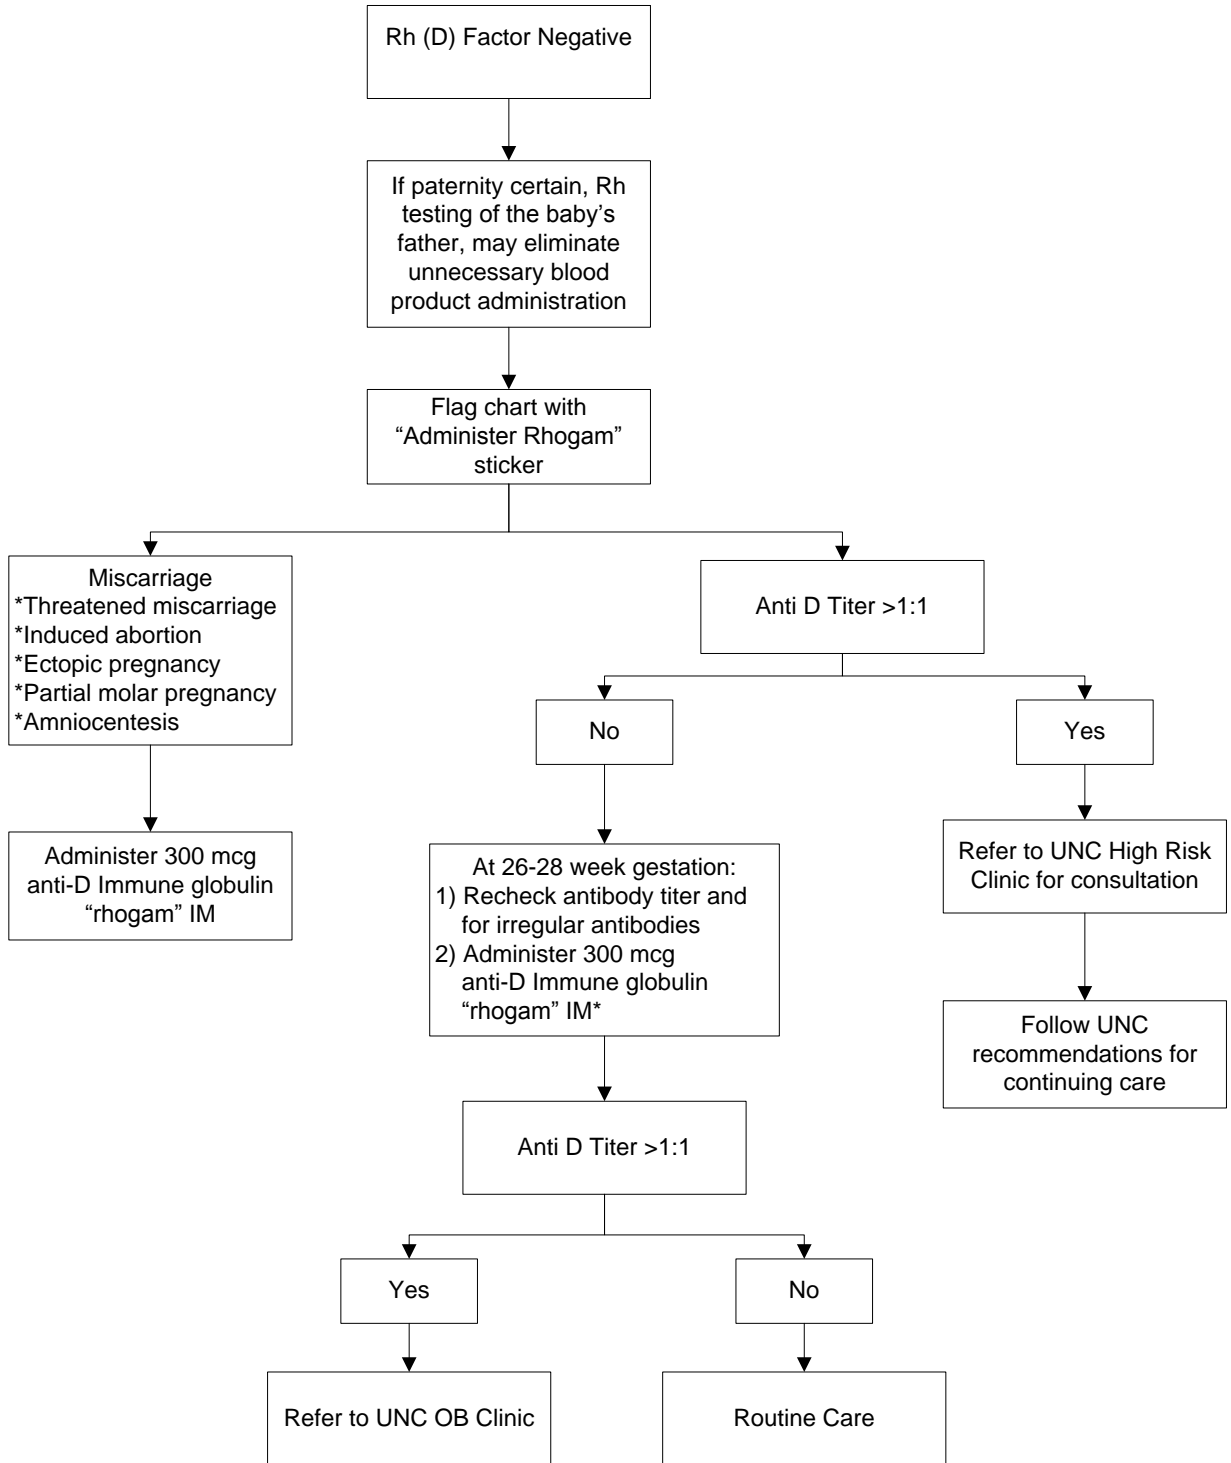 Rh (D) Factor Negative
If paternity certain, Rh
testing of the baby’s
father, may eliminate
unnecessary blood
product administration
Flag chart with
“Administer Rhogam”
sticker
Miscarriage
*Threatened miscarriage
*Induced abortion
*Ectopic pregnancy
*Partial molar pregnancy
*Amniocentesis
Administer 300 mcg
anti-D Immune globulin
“rhogam” IM
Anti D Titer >1:1
No
Yes
At 26-28 week gestation:
1) Recheck antibody titer and
for irregular antibodies
2) Administer 300 mcg
anti-D Immune globulin
“rhogam” IM*
Refer to UNC High Risk
Clinic for consultation
Follow UNC
recommendations for
continuing care
Anti D Titer >1:1
Yes
No
Refer to UNC OB Clinic
Routine Care